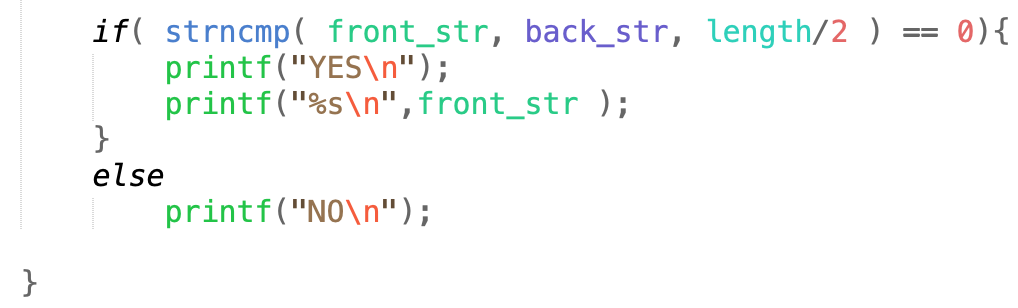 if( strncmp( front_str, back_str, length/2 ) == 0){
printf("YES\n");
printf("%s\n",front_str );
}
else
printf("NO\n");
}